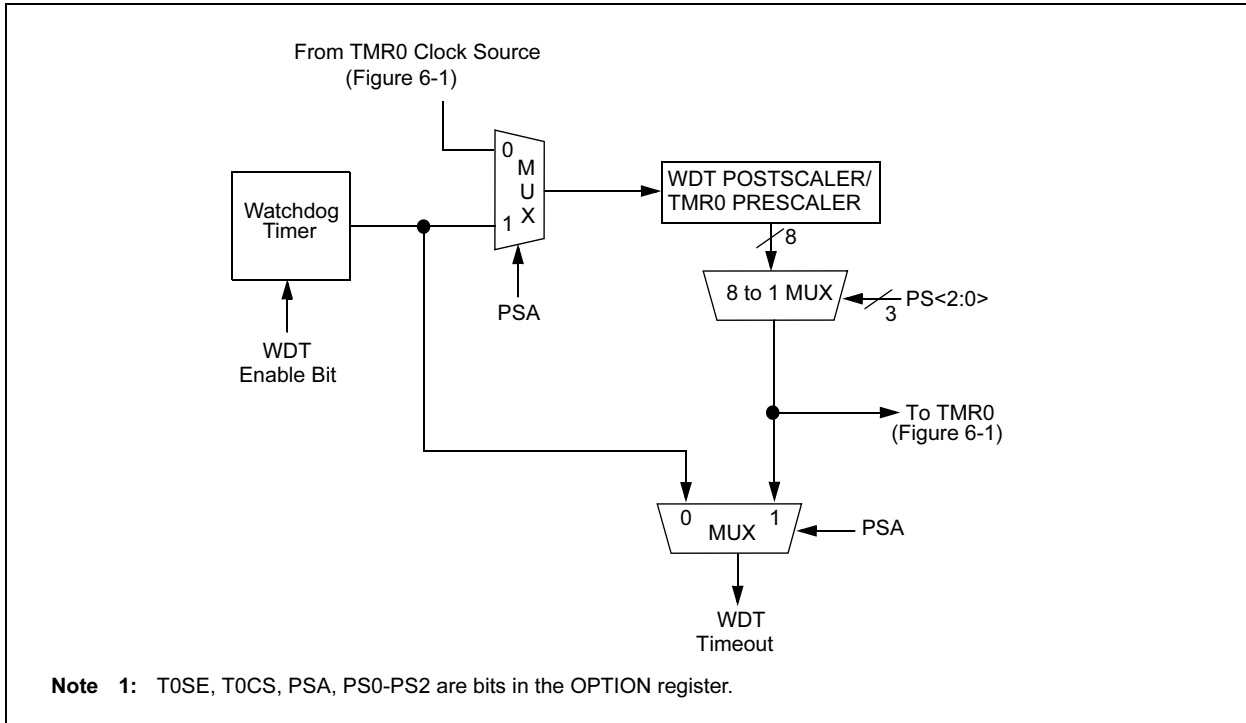 From TMR0 Clock Source
(Figure 6-1)
0
M
U
X
1
Watchdog
Timer
WDT POSTSCALER/
TMR0 PRESCALER
8
8 to 1 MUX
PS<2:0>
3
PSA
WDT
Enable Bit
To TMR0
(Figure 6-1)
0
1
MUX
PSA
WDT
Timeout
Note 1: T0SE, T0CS, PSA, PS0-PS2 are bits in the OPTION register.